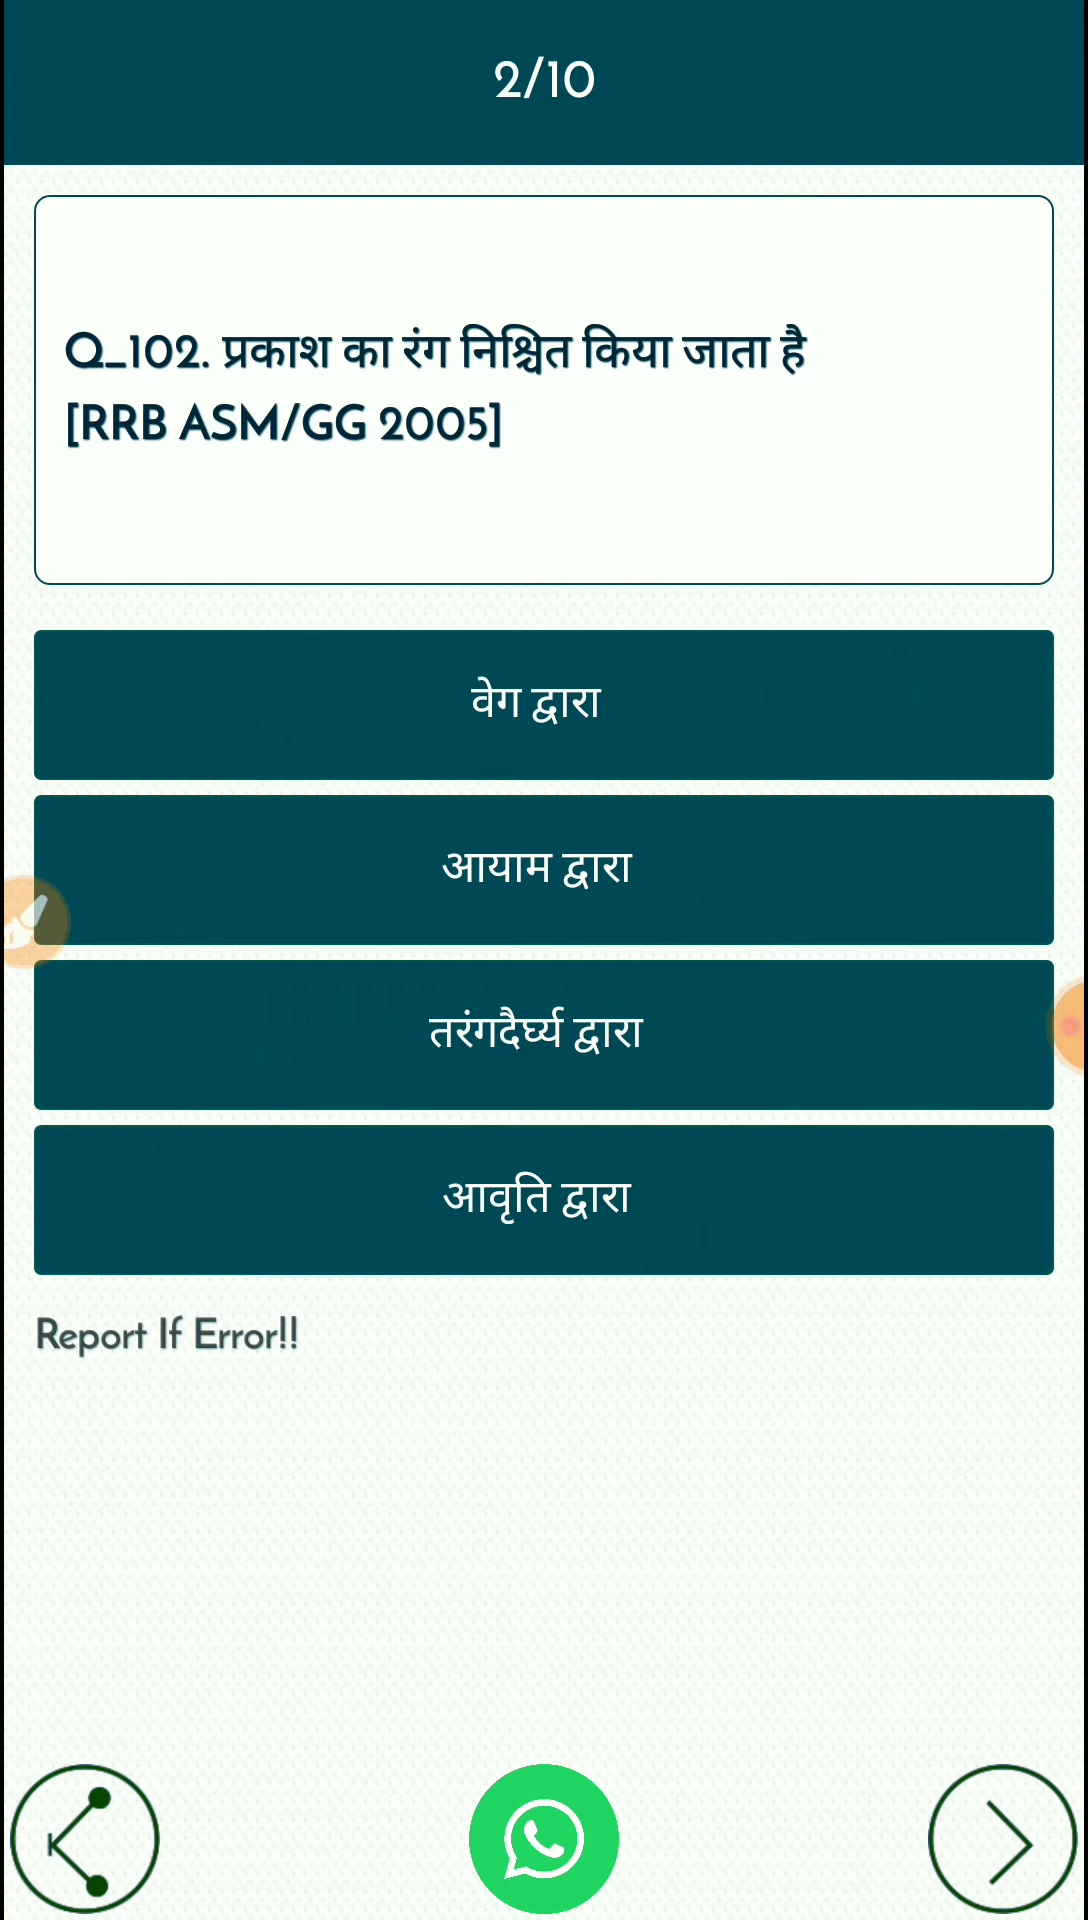 2/10
Q_102. प्रकाश का रंग निश्चित किया जाता है
[RRB ASM/GG 2005]
वेग द्वारा
आयाम द्वारा
तरंगदैर्घ्य द्वारा
आवृति द्वारा
Report If Error!!